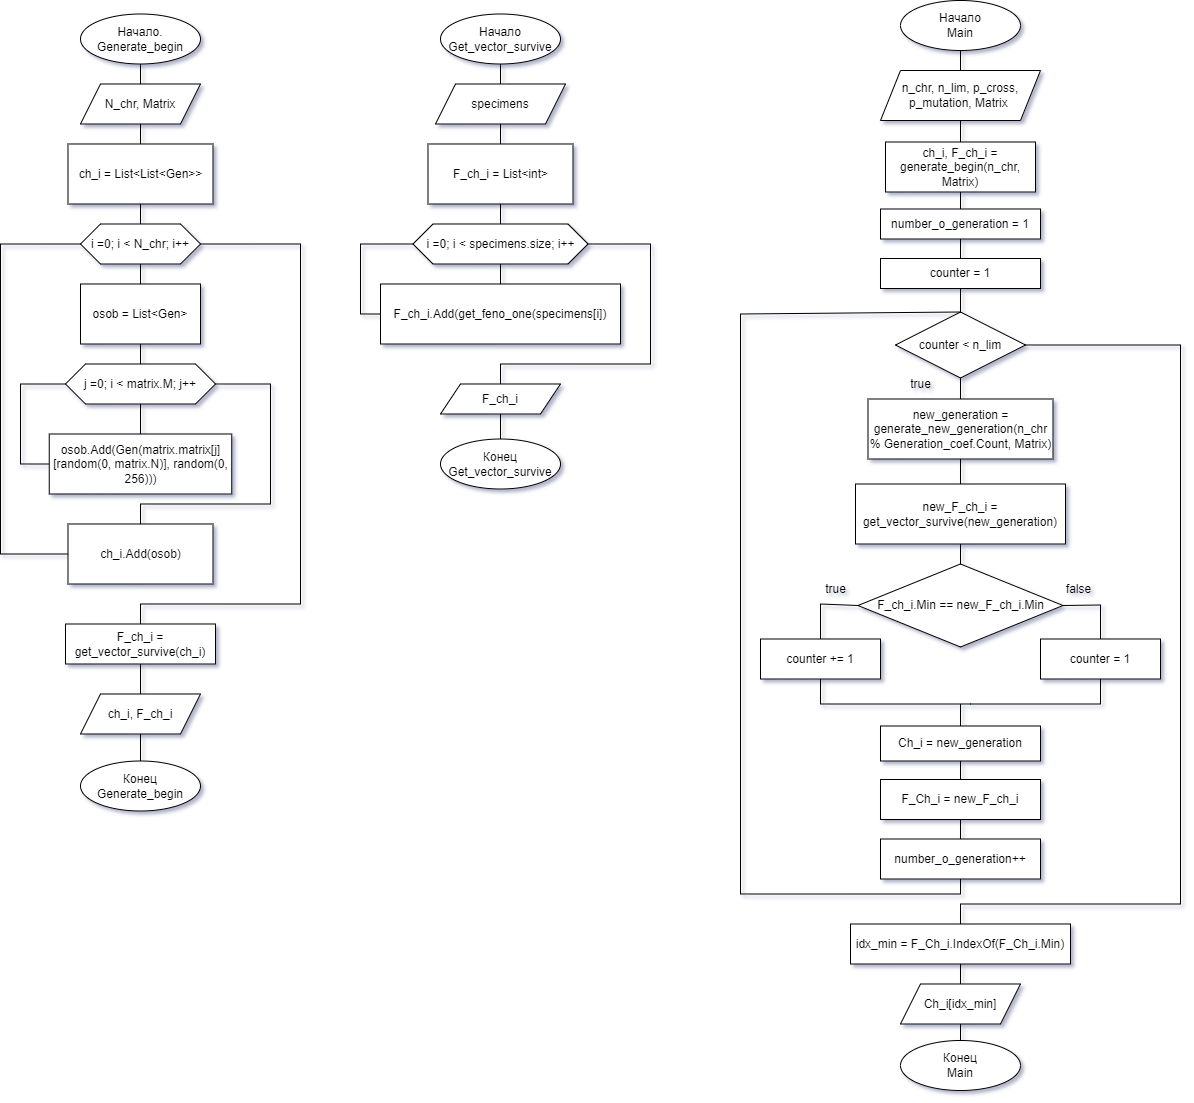 Начало.
Generate_begin
N_chr, Matrix
ch_i = List<List<Gen>>
i =0; i < N_chr; i++
osob = List<Gen>
j =0; i < matrix.M; j++
osob.Add(Gen(matrix.matrix[j]
[random(0, matrix.N)], random(0,
256)))
ch_i.Add(osob)
F_ch_i =
get_vector_survive(ch_i)
ch_i, F_ch_i
Конец
Generate_begin
Начало
Get_vector_survive
specimens
F_ch_i = List<int>
i =0; i < specimens.size; i++
F_ch_i.Add(get_feno_one(specimens[i])
F_ch_i
Конец
Get_vector_survive
Начало
Main
n_chr, n_lim, p_cross,
p_mutation, Matrix
ch_i, F_ch_i =
generate_begin(n_chr,
Matrix)
number_o_generation = 1
counter = 1
counter < n_lim
true
new_generation =
generate_new_generation(n_chr
% Generation_coef.Count, Matrix)
new_F_ch_i =
get_vector_survive(new_generation)
true
false
F_ch_i.Min == new_F_ch_i.Min
counter += 1
counter = 1
Ch_i = new_generation
F_Ch_i = new_F_ch_i
number_o_generation++
idx_min = F_Ch_i.IndexOf(F_Ch_i.Min)
Ch_i[idx_min]
Конец
Main